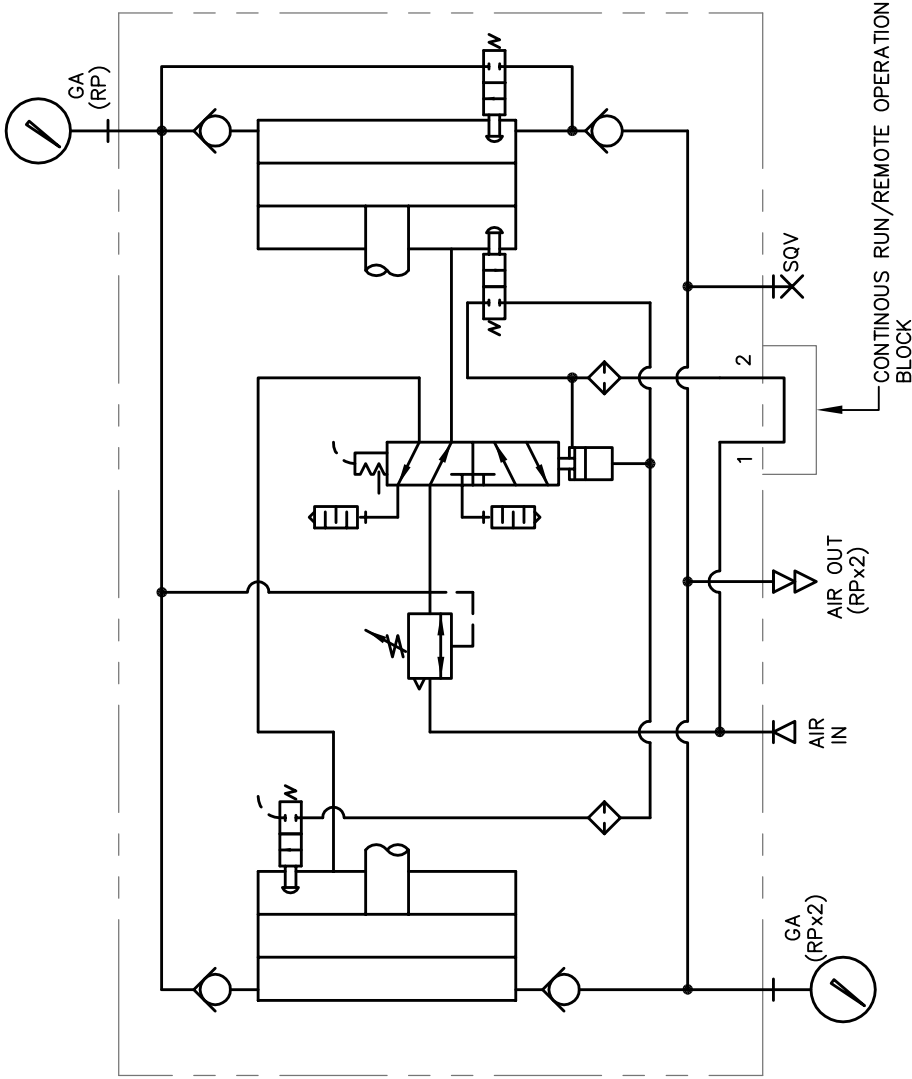 GA
(RP)
CONTINOUS RUN/REMOTE OPERATION
BLOCK
SQV
2
1
AIR OUT
(RPx2)
AIR
IN
GA
(RPx2)